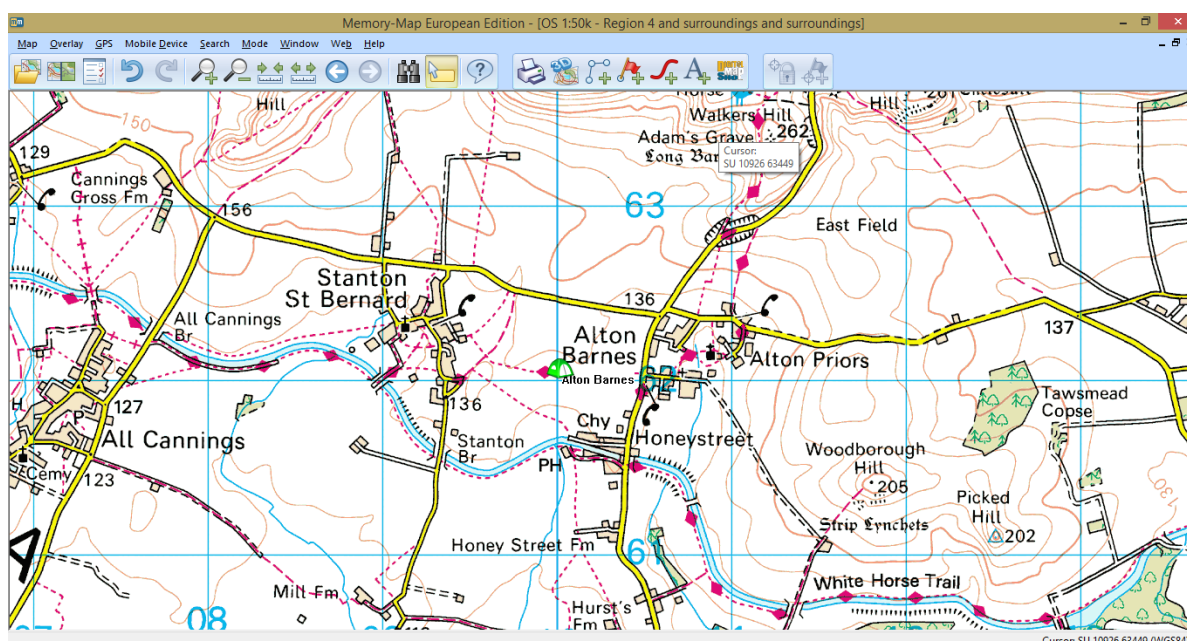 Memory-Map European Edition - [OS 1:50k - Region 4 and surroundings and surroundings]
Map Overlay GPS Mobile Device Search Mode Window Web Help
Hill
150
129
Cannings
Cross Fm
156
Walkers Hill
Adam's Grave 262
Long Bar
Cursor:
SU 10926 63449
Hill
63
East Field
Stanton
St Bernard
All Cannings
Br
136
Alton
Barnes
Alton Barnes
Alton Priors
137
Tawsmead
Copse
H
P
127
All Cannings
Cemy
123
136
Stanton
Br
Chy
Honeystreet
PH
Woodborough
Hill
205
Strip Lynchets
Picked
Hill
202
130
A
Honey Street Fm
61
Mill Fm
Hurst's
Fm
White Horse Trail
08
Cursor SU 10926 63449 (WGS84